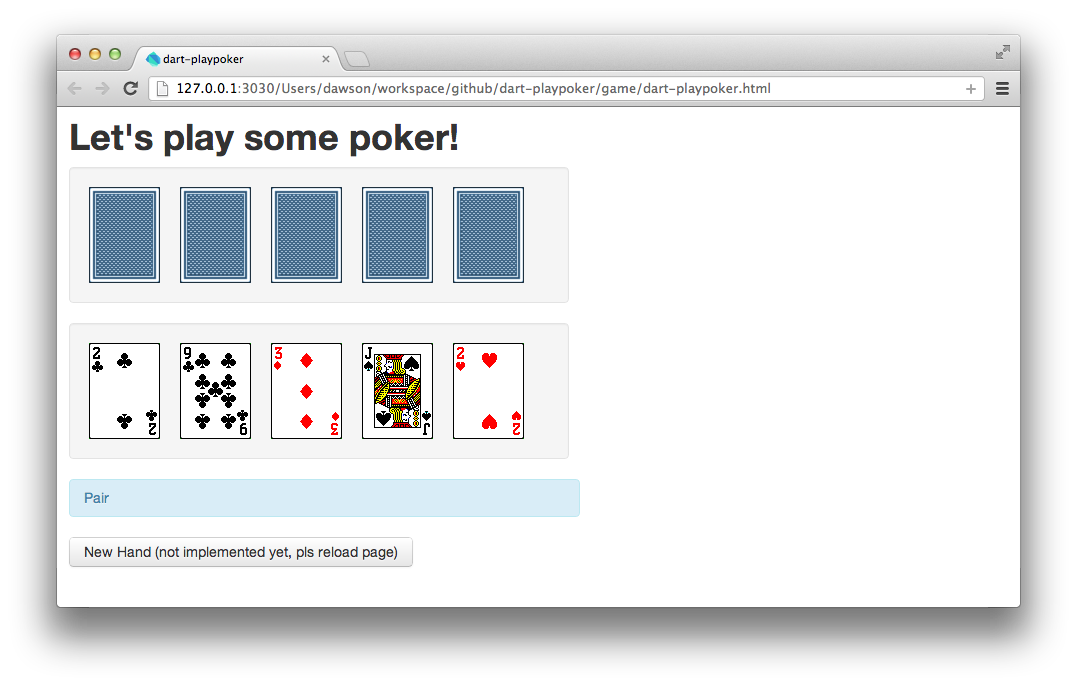 dart-playpoker
127.0.0.1:3030/Users/dawson/workspace/github/dart-playpoker/game/dart-playpoker.html
Let's play some poker!
2 9 3 J 2
2 9 3 J 2
Pair
New Hand (not implemented yet, pls reload page)